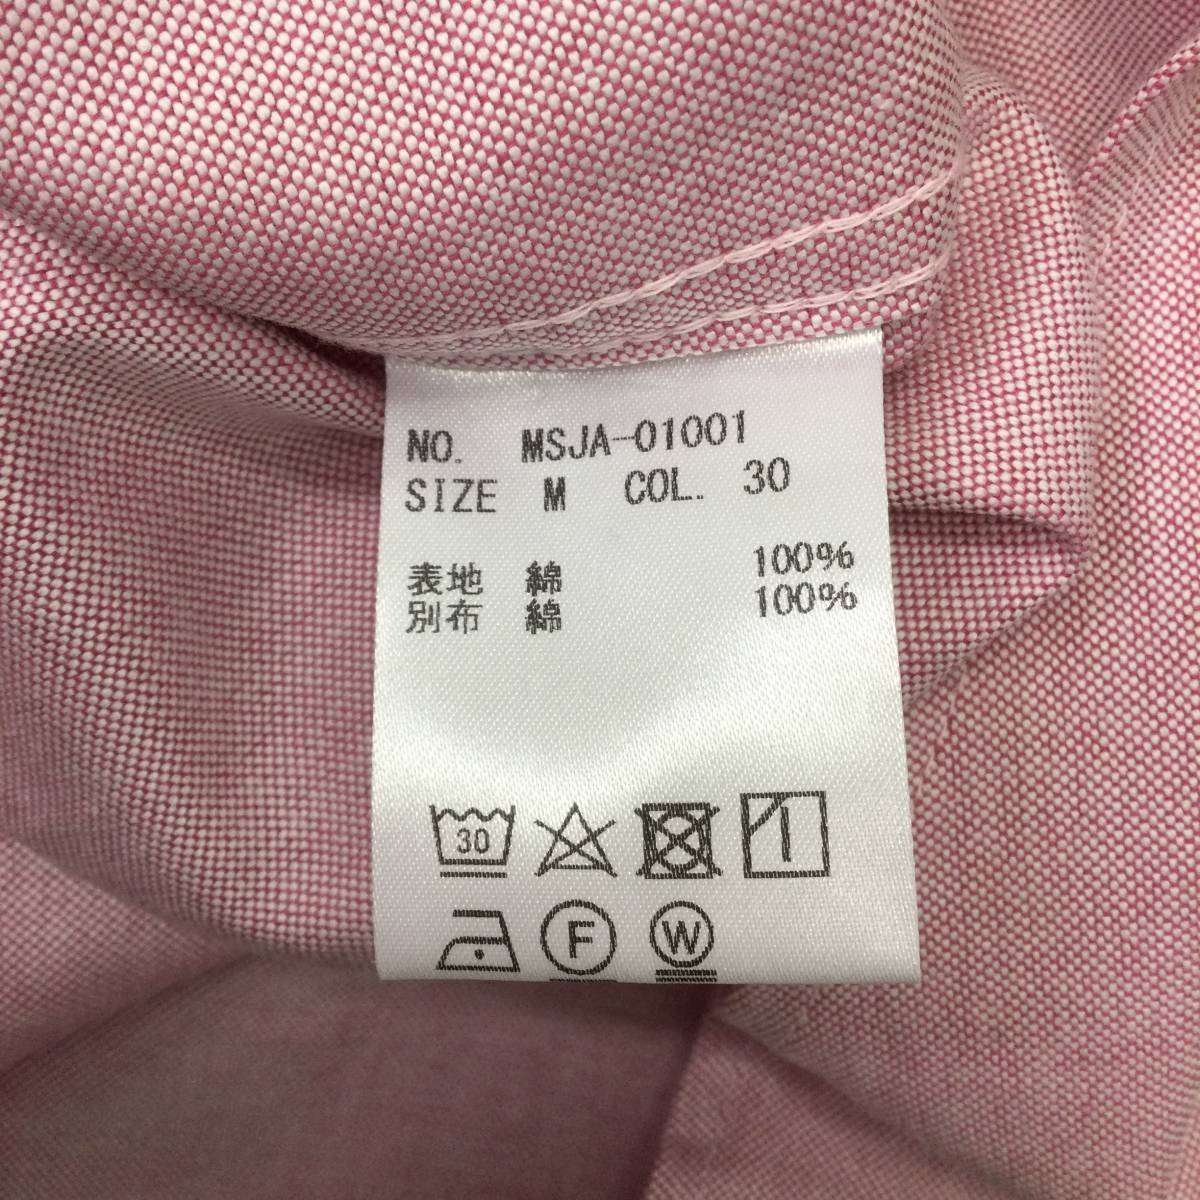 NO. MSJA-01001
SIZE M COL. 30
表地 綿 100%
別布 綿 100%
30
F W